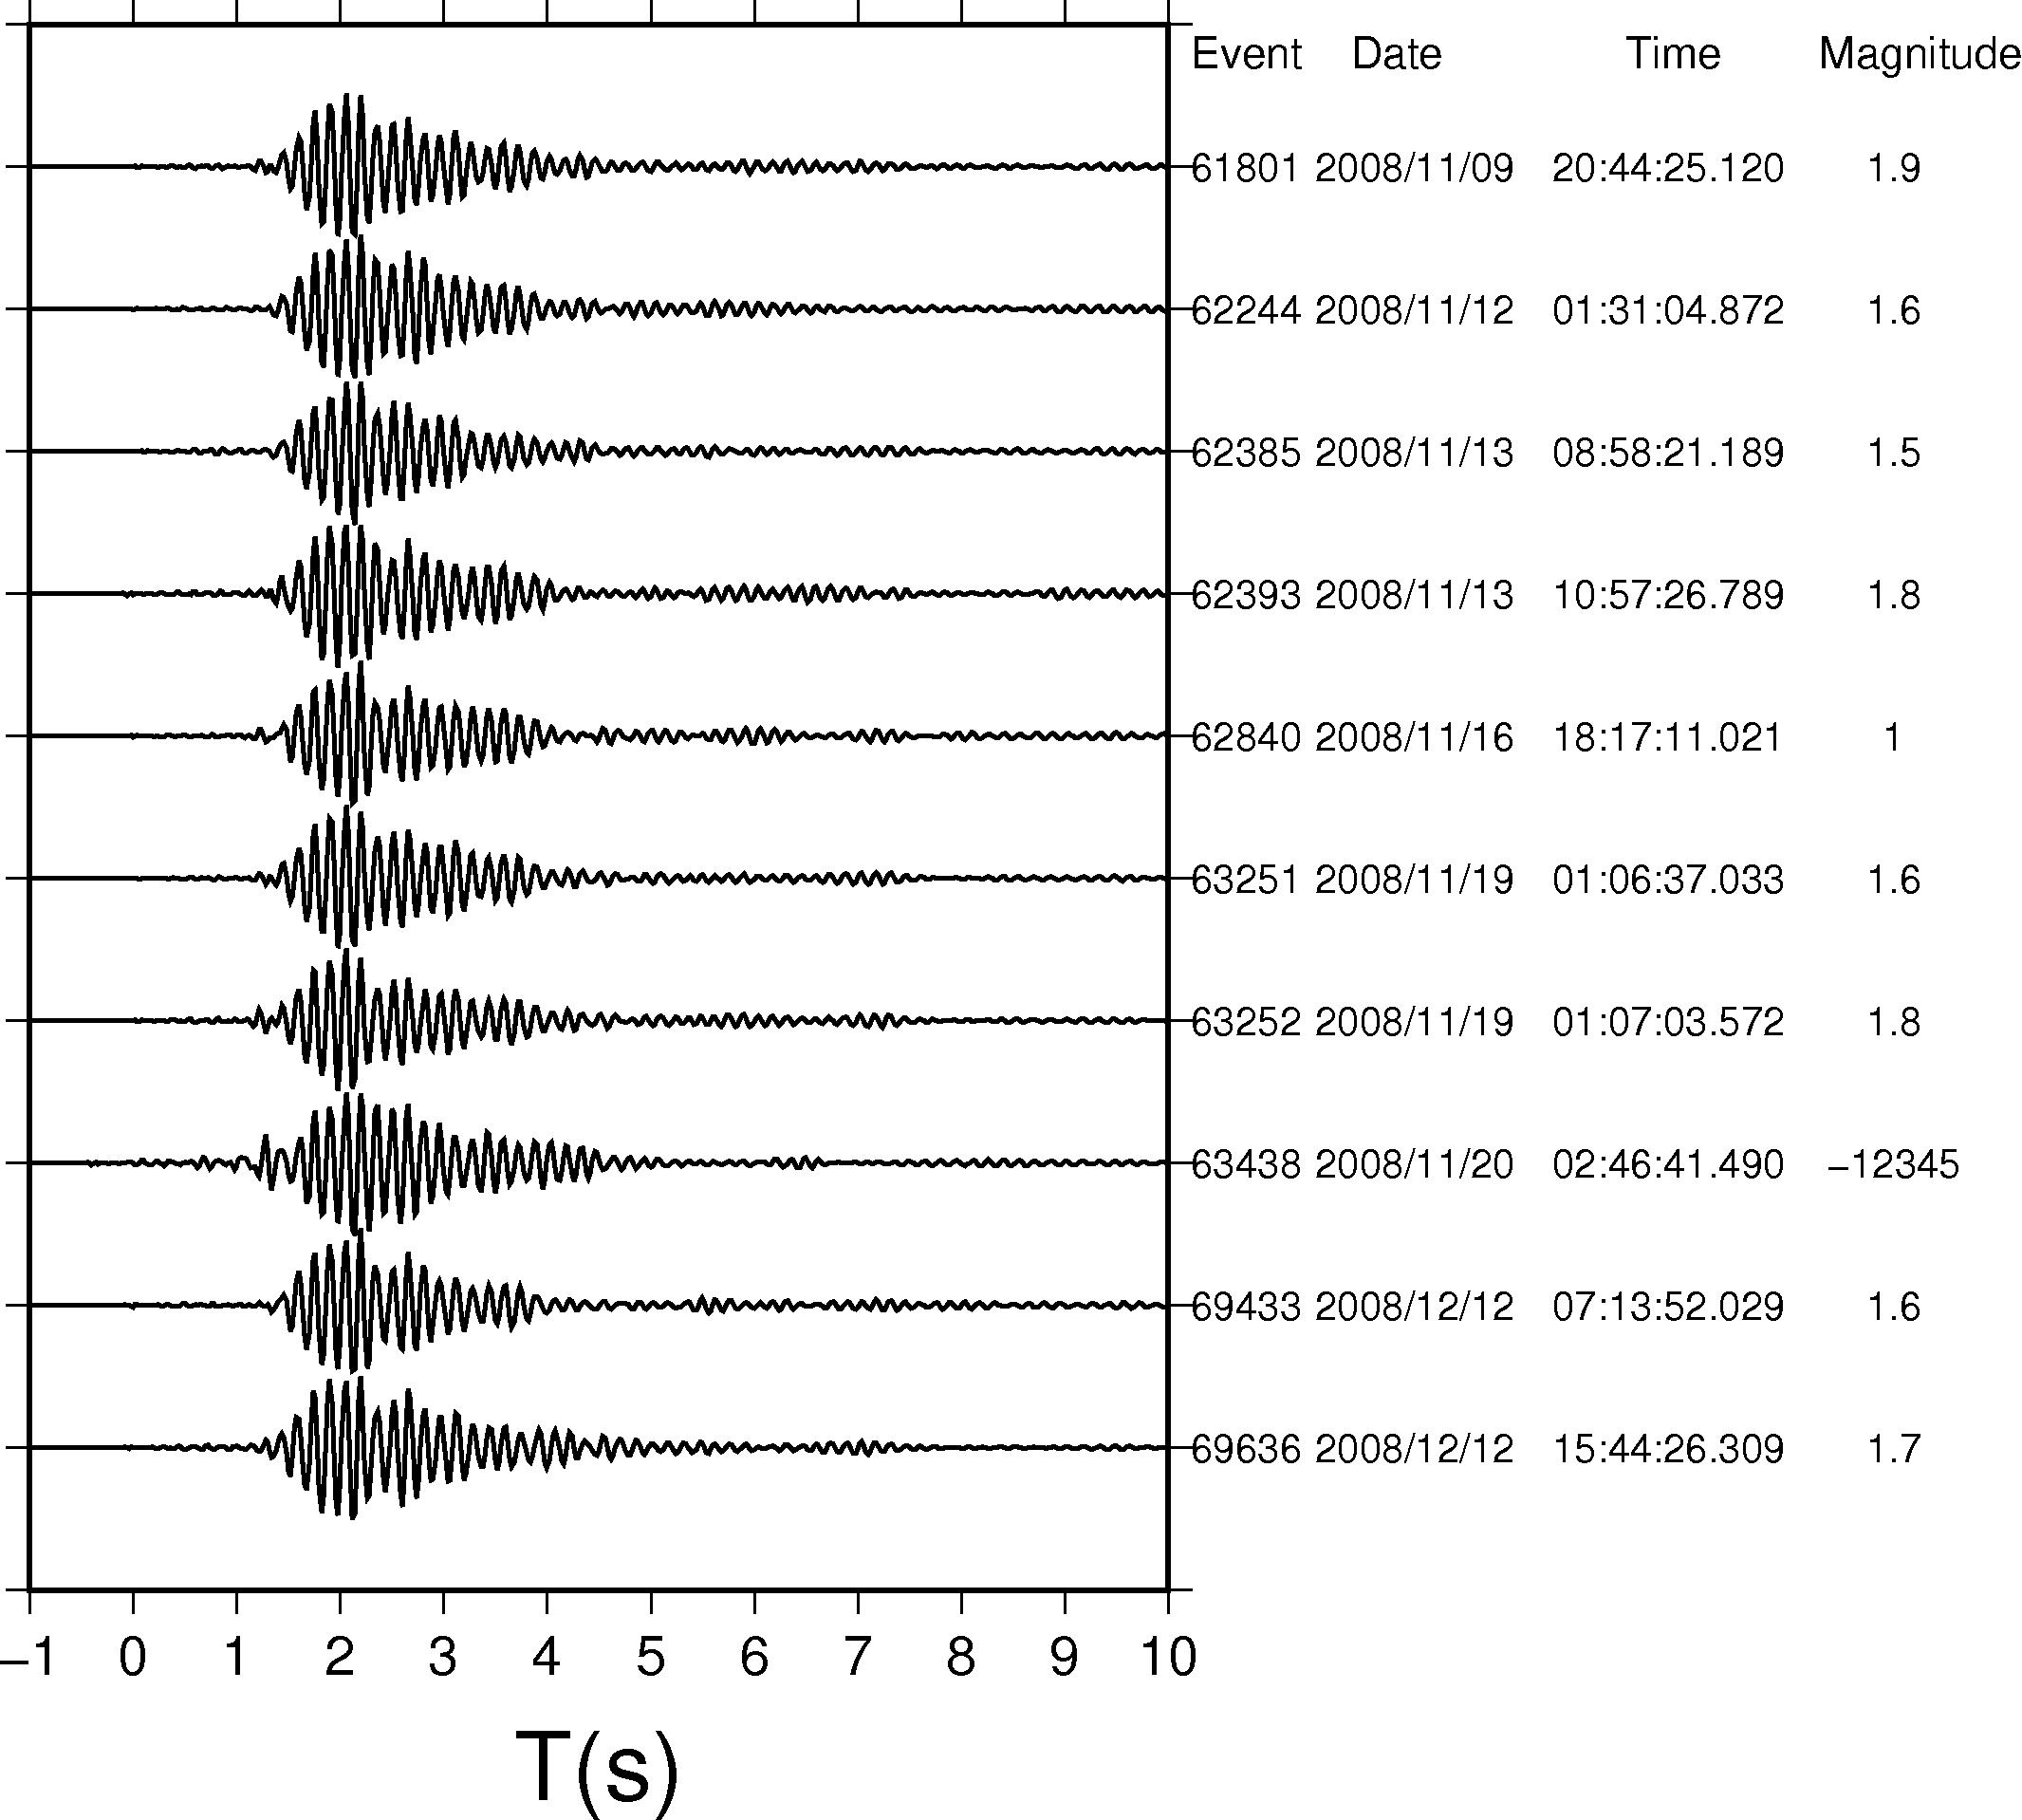 Event Date Time Magnitude
61801 2008/11/09 20:44:25.120 1.9
62244 2008/11/12 01:31:04.872 1.6
62385 2008/11/13 08:58:21.189 1.5
62393 2008/11/13 10:57:26.789 1.8
62840 2008/11/16 18:17:11.021 1
63251 2008/11/19 01:06:37.033 1.6
63252 2008/11/19 01:07:03.572 1.8
63438 2008/11/20 02:46:41.490 −12345
69433 2008/12/12 07:13:52.029 1.6
69636 2008/12/12 15:44:26.309 1.7
−1 0 1 2 3 4 5 6 7 8 9 10
T(s)